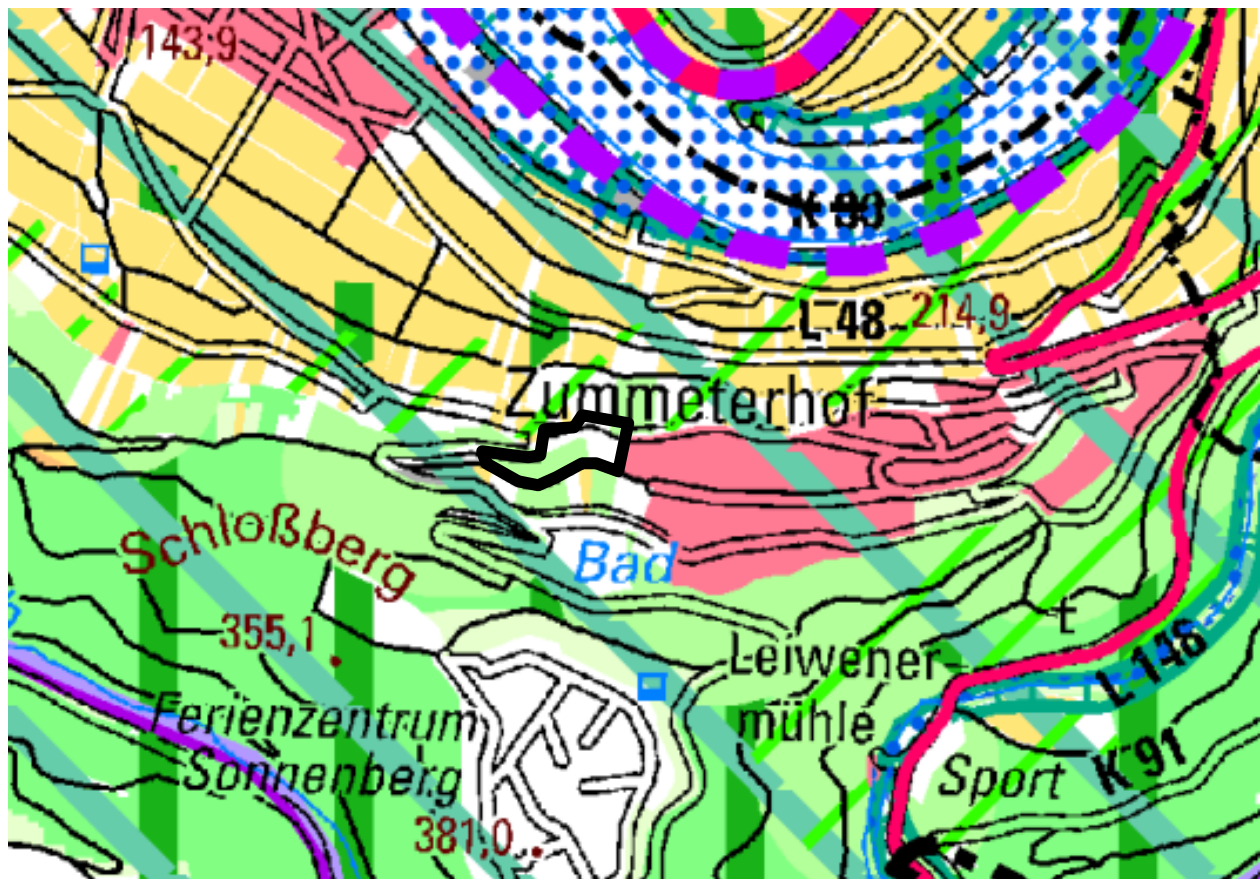 143,9
K 90
L 48
214,9
Zummeterhof
Schloßberg
Bad
355,1
t
Leiwener-
mühle
L 148
Ferienzentrum
Sonnenberg
Sport
K 91
381,0